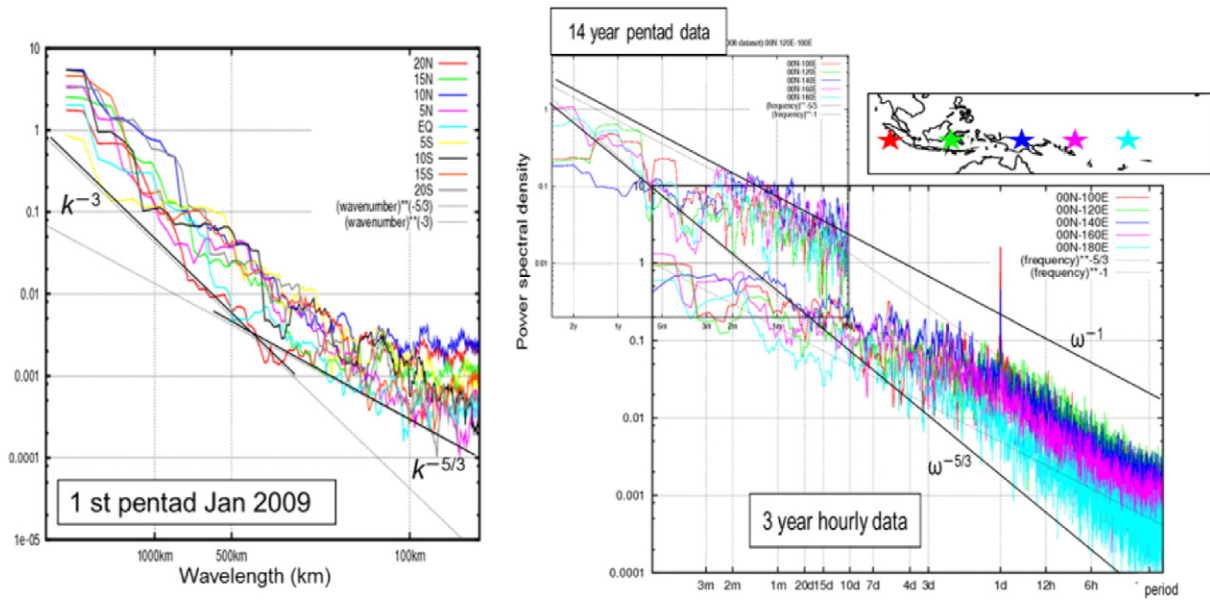 10
1
0.1
0.01
0.001
0.0001
1e-05
20N
15N
10N
5N
EQ
5S
10S
15S
20S
(wavenumber)**(-5/3)
(wavenumber)**(-3)
k−3
k−5/3
1 st pentad Jan 2009
1000km
500km
100km
Wavelength (km)
14 year pentad data
dataset) 00N 120E-160E
00N-100E
00N-120E
00N-140E
00N-160E
00N-180E
(frequency)**-5/3
(frequency)**-1
1
0.1
0.01
2y
1y
6m
3m
2m
1m
Power spectral density
10
1
0.1
0.01
0.001
0.0001
00N-100E
00N-120E
00N-140E
00N-160E
00N-180E
(frequency)**-5/3
(frequency)**-1
ω−1
ω−5/3
3 year hourly data
3m
2m
1m
20d
15d
10d
7d
4d
3d
1d
12h
6h
period